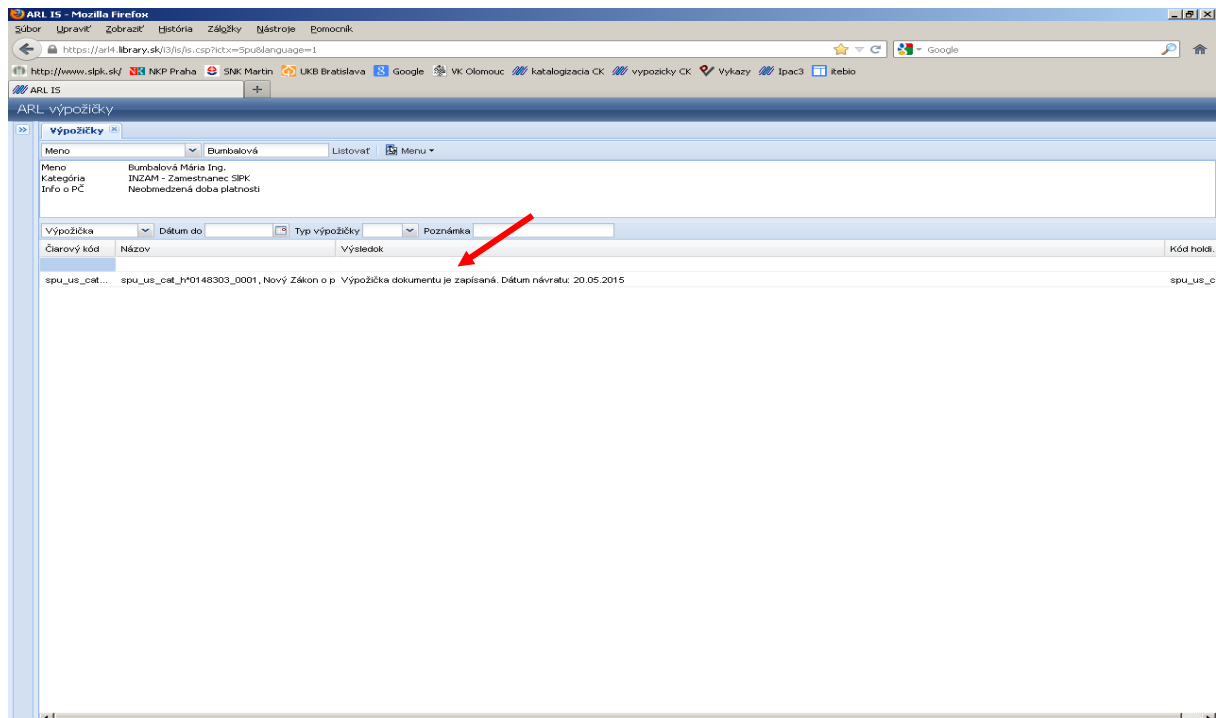 ARL IS - Mozilla Firefox
Súbor Upraviť Zobraziť História Záložky Nástroje Pomocník
https://arl4.library.sk/i3/is/is.csp?ictx=Spu&language=1 Google
http://www.slpk.sk/ NKP Praha SNK Martin UKB Bratislava Google VK Olomouc katalogizacia CK vypozicky CK Vykazy Ipac3 Rebio
ARL IS
ARL výpožičky
Výpožičky
Meno Bumbalová Listovať Menu
Meno Bumbalová Mária Ing.
Kategória INZAM - Zamestnanec SlPK
Info o PČ Neobmedzená doba platnosti
Výpožička Dátum do Typ výpožičky Poznámka
Čiarový kód Názov Výsledok Kód holdi.
spu_us_cat... spu_us_cat_h*0148303_0001, Nový Zákon o p Výpožička dokumentu je zapísaná. Dátum návratu: 20.05.2015 spu_us_c